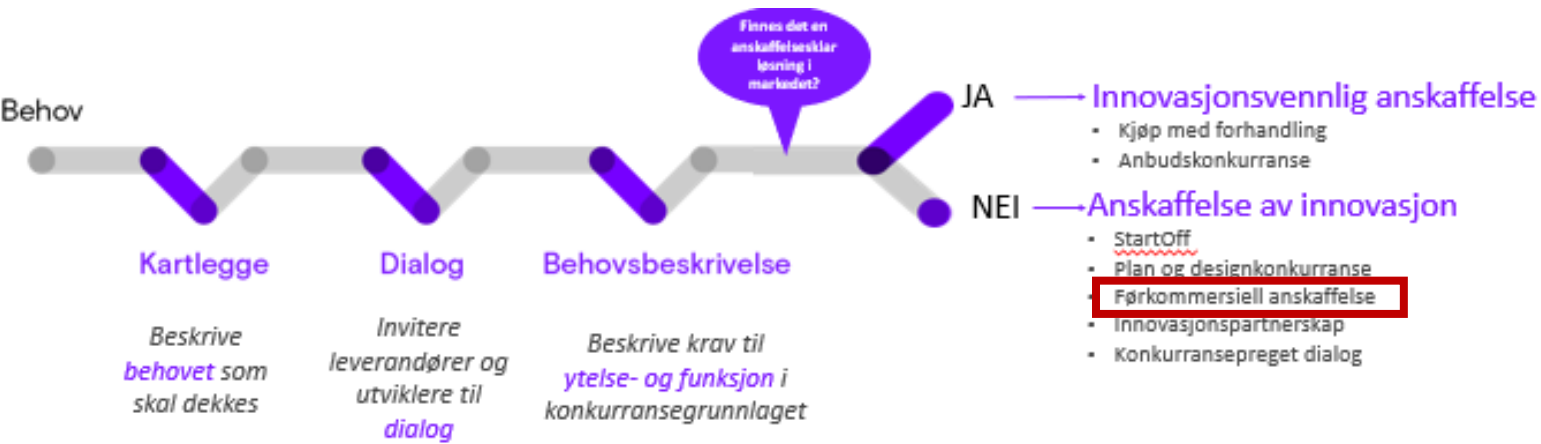 Finnes det en
anskaffelsesklar
løsning i
markedet?
Behov
JA
Innovasjonsvennlig anskaffelse
- Kjøp med forhandling
- Anbudskonkurranse
NEI
Anskaffelse av innovasjon
- StartOff
- Plan og designkonkurranse
- Førkommersiell anskaffelse
- Innovasjonspartnerskap
- Konkurransepreget dialog
Kartlegge
Beskrive
behovet som
skal dekkes
Dialog
Invitere
leverandører og
utviklere til
dialog
Behovsbeskrivelse
Beskrive krav til
ytelse- og funksjon i
konkurransegrunnlaget